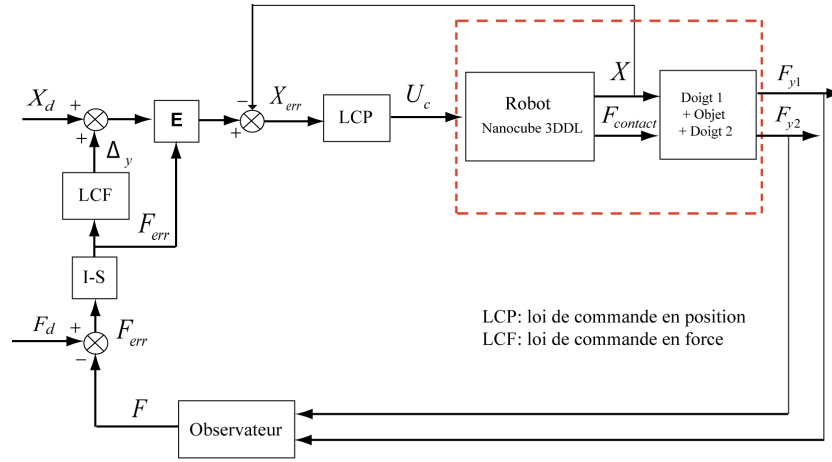 X_d
+
+
Δ_y
E
−
+
X_err
LCP
U_c
Robot
Nanocube 3DDL
X
F_contact
Doigt 1
+ Objet
+ Doigt 2
F_y1
F_y2
LCF
F_err
I-S
F_d
+
−
F_err
LCP: loi de commande en position
LCF: loi de commande en force
F
Observateur